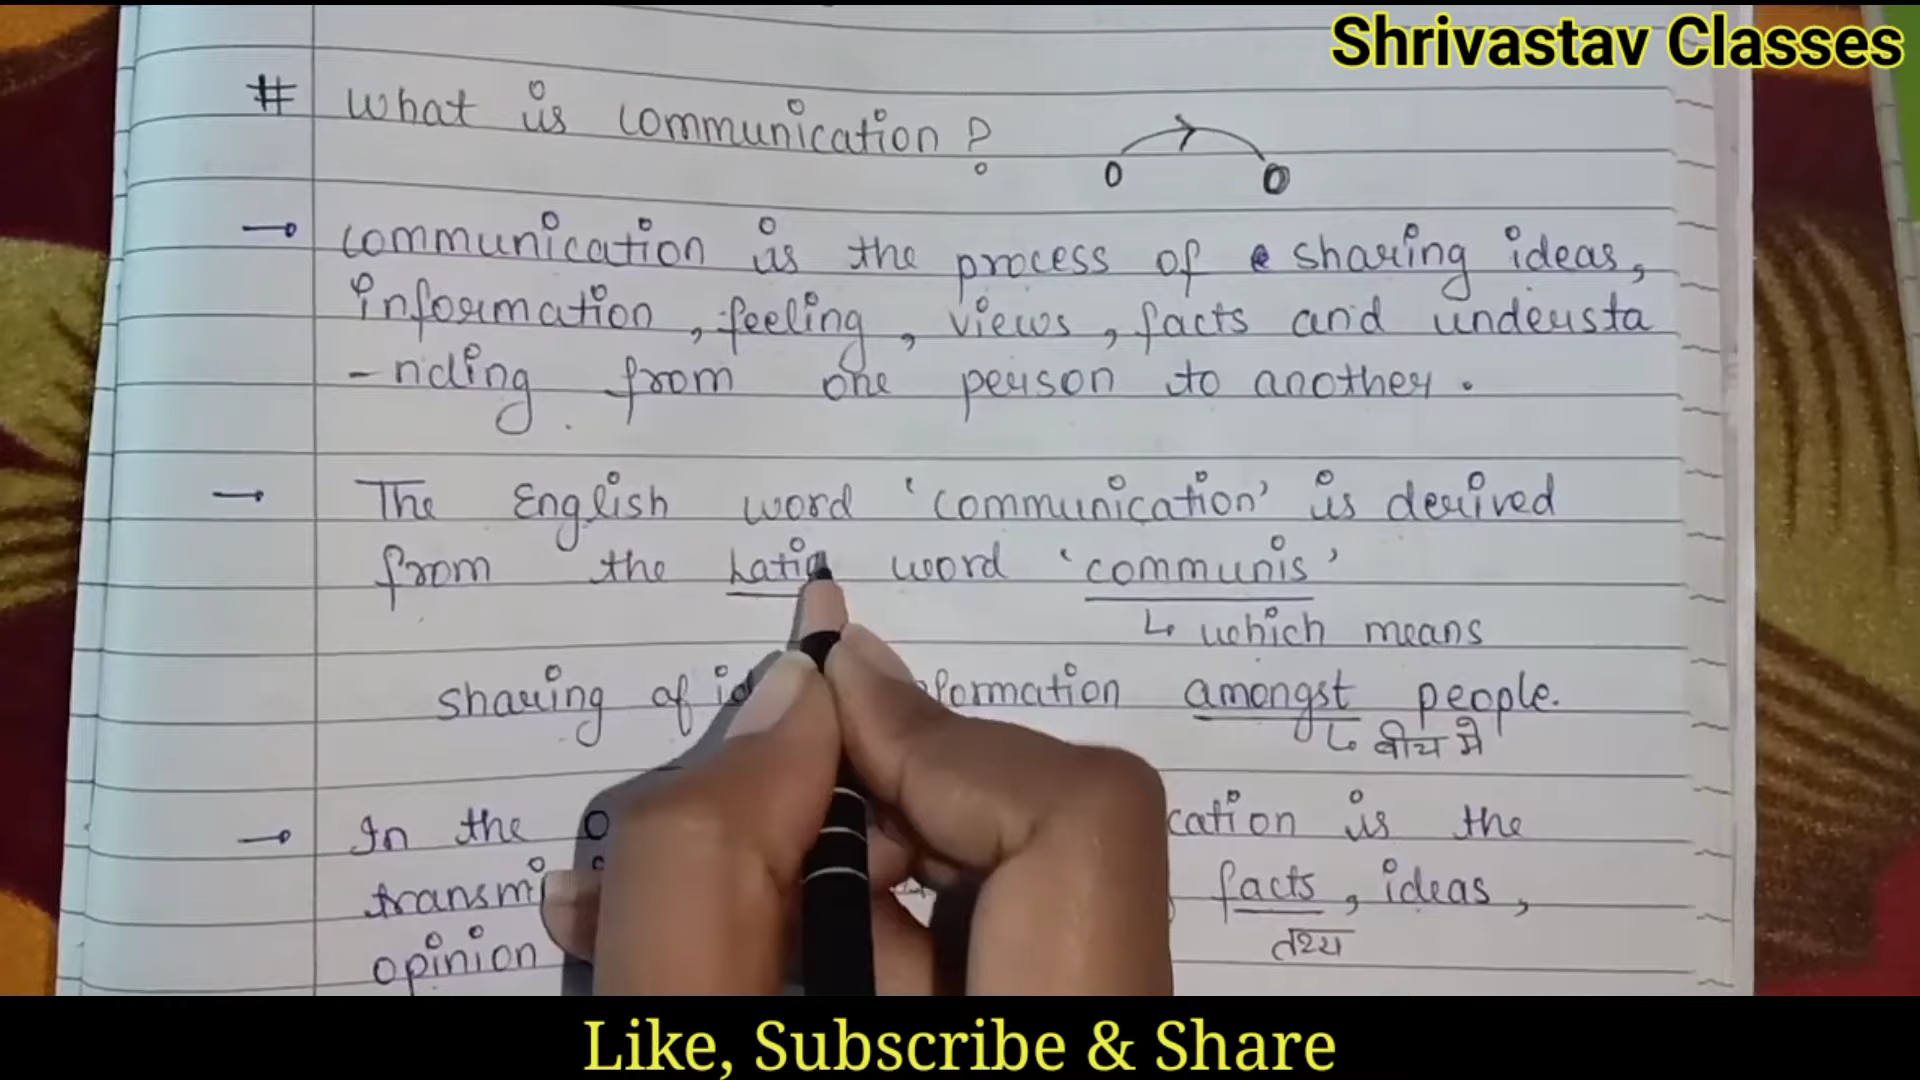 Shrivastav Classes
# What is communication?
→ communication is the process of sharing ideas,
information, feeling, views, facts and understa
-nding from one person to another.
→ The English word 'communication' is derived
from the Latin word 'communis'
↳ which means
sharing of formation amongst people.
↳ बीच मे
→ In the cation is the
transmi facts, ideas,
तथ्य
opinion
Like, Subscribe & Share